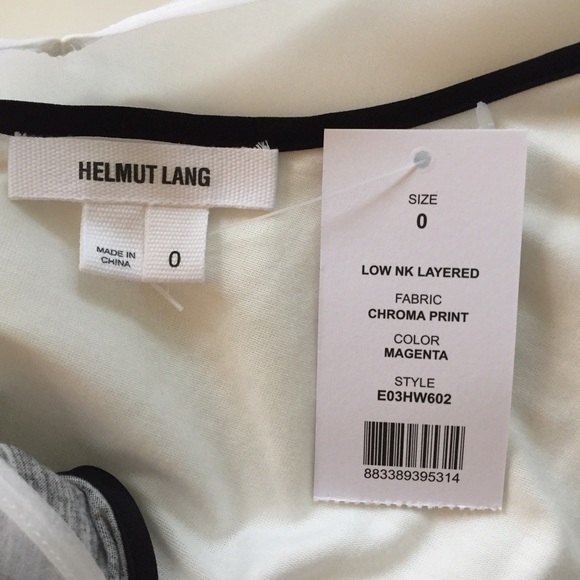 HELMUT LANG
MADE IN
CHINA
0
SIZE
0
LOW NK LAYERED
FABRIC
CHROMA PRINT
COLOR
MAGENTA
STYLE
E03HW602
883389395314